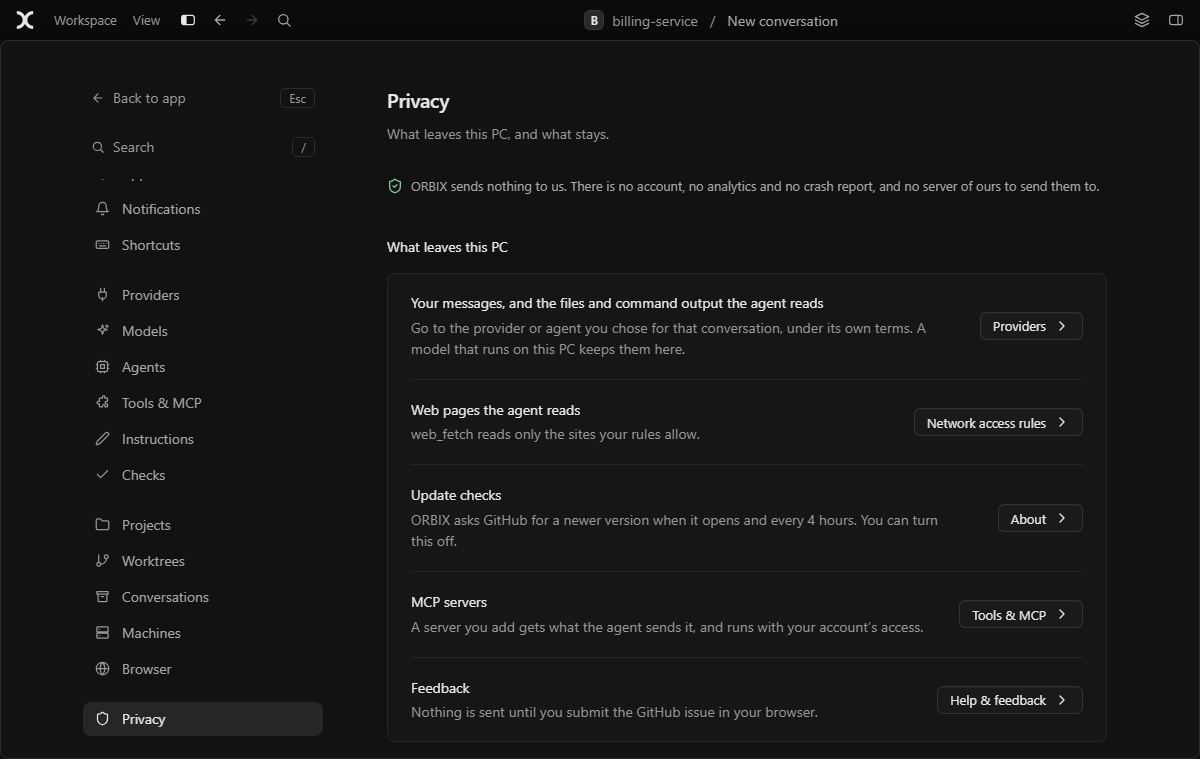 Workspace View
B billing-service / New conversation
Back to app Esc
Search /
Notifications
Shortcuts
Providers
Models
Agents
Tools & MCP
Instructions
Checks
Projects
Worktrees
Conversations
Machines
Browser
Privacy
Privacy
What leaves this PC, and what stays.
ORBIX sends nothing to us. There is no account, no analytics and no crash report, and no server of ours to send them to.
What leaves this PC
Your messages, and the files and command output the agent reads
Go to the provider or agent you chose for that conversation, under its own terms. A
model that runs on this PC keeps them here.
Providers
Web pages the agent reads
web_fetch reads only the sites your rules allow.
Network access rules
Update checks
ORBIX asks GitHub for a newer version when it opens and every 4 hours. You can turn
this off.
About
MCP servers
A server you add gets what the agent sends it, and runs with your account's access.
Tools & MCP
Feedback
Nothing is sent until you submit the GitHub issue in your browser.
Help & feedback